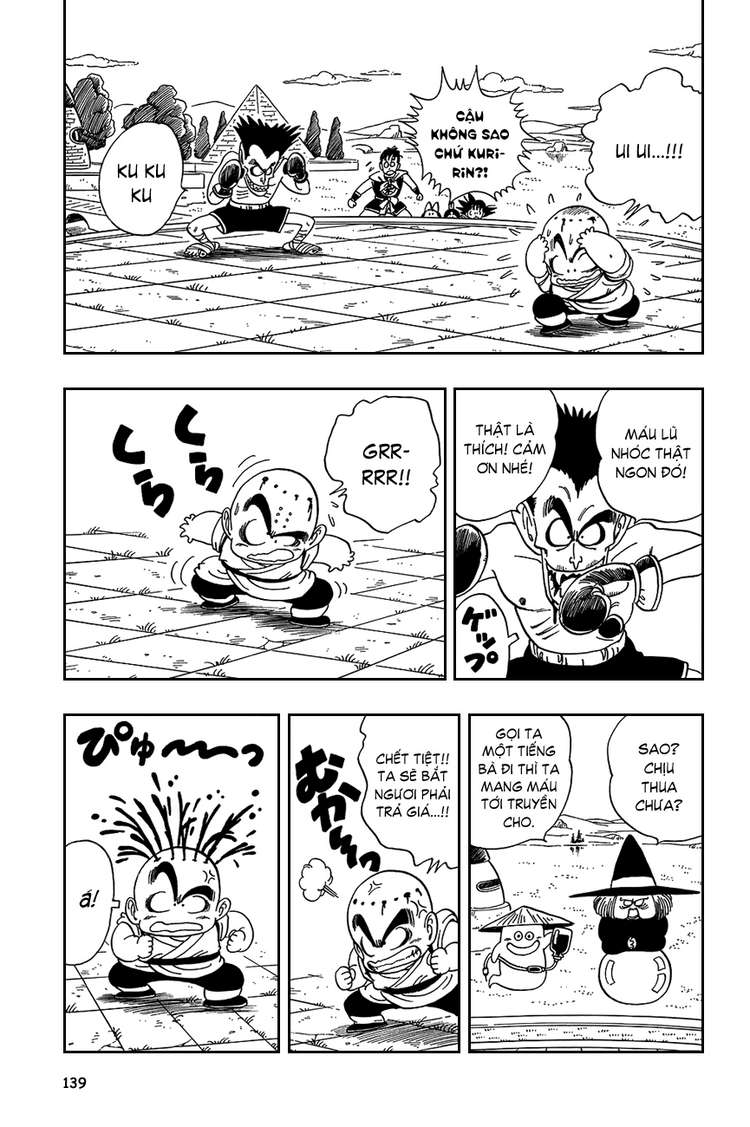 UI UI...!!!
CẬU
KHÔNG SAO
CHỨ KURI-
RIN?!
KU KU
KU
MÁU LŨ
NHÓC THẬT
NGON ĐÓ!
THẬT LÀ
THÍCH! CẢM
ƠN NHÉ!
ゲップ
GRR-
RRR!!
くら
くら
SAO?
CHỊU
THUA
CHƯA?
GỌI TA
MỘT TIẾNG
BÀ ĐI THÌ TA
MANG MÁU
TỚI TRUYỀN
CHO.
CHẾT TIỆT!!
TA SẼ BẮT
NGƯƠI PHẢI
TRẢ GIÁ...!!
むかーっ
ぴゅ〜〜っ
Á!
139